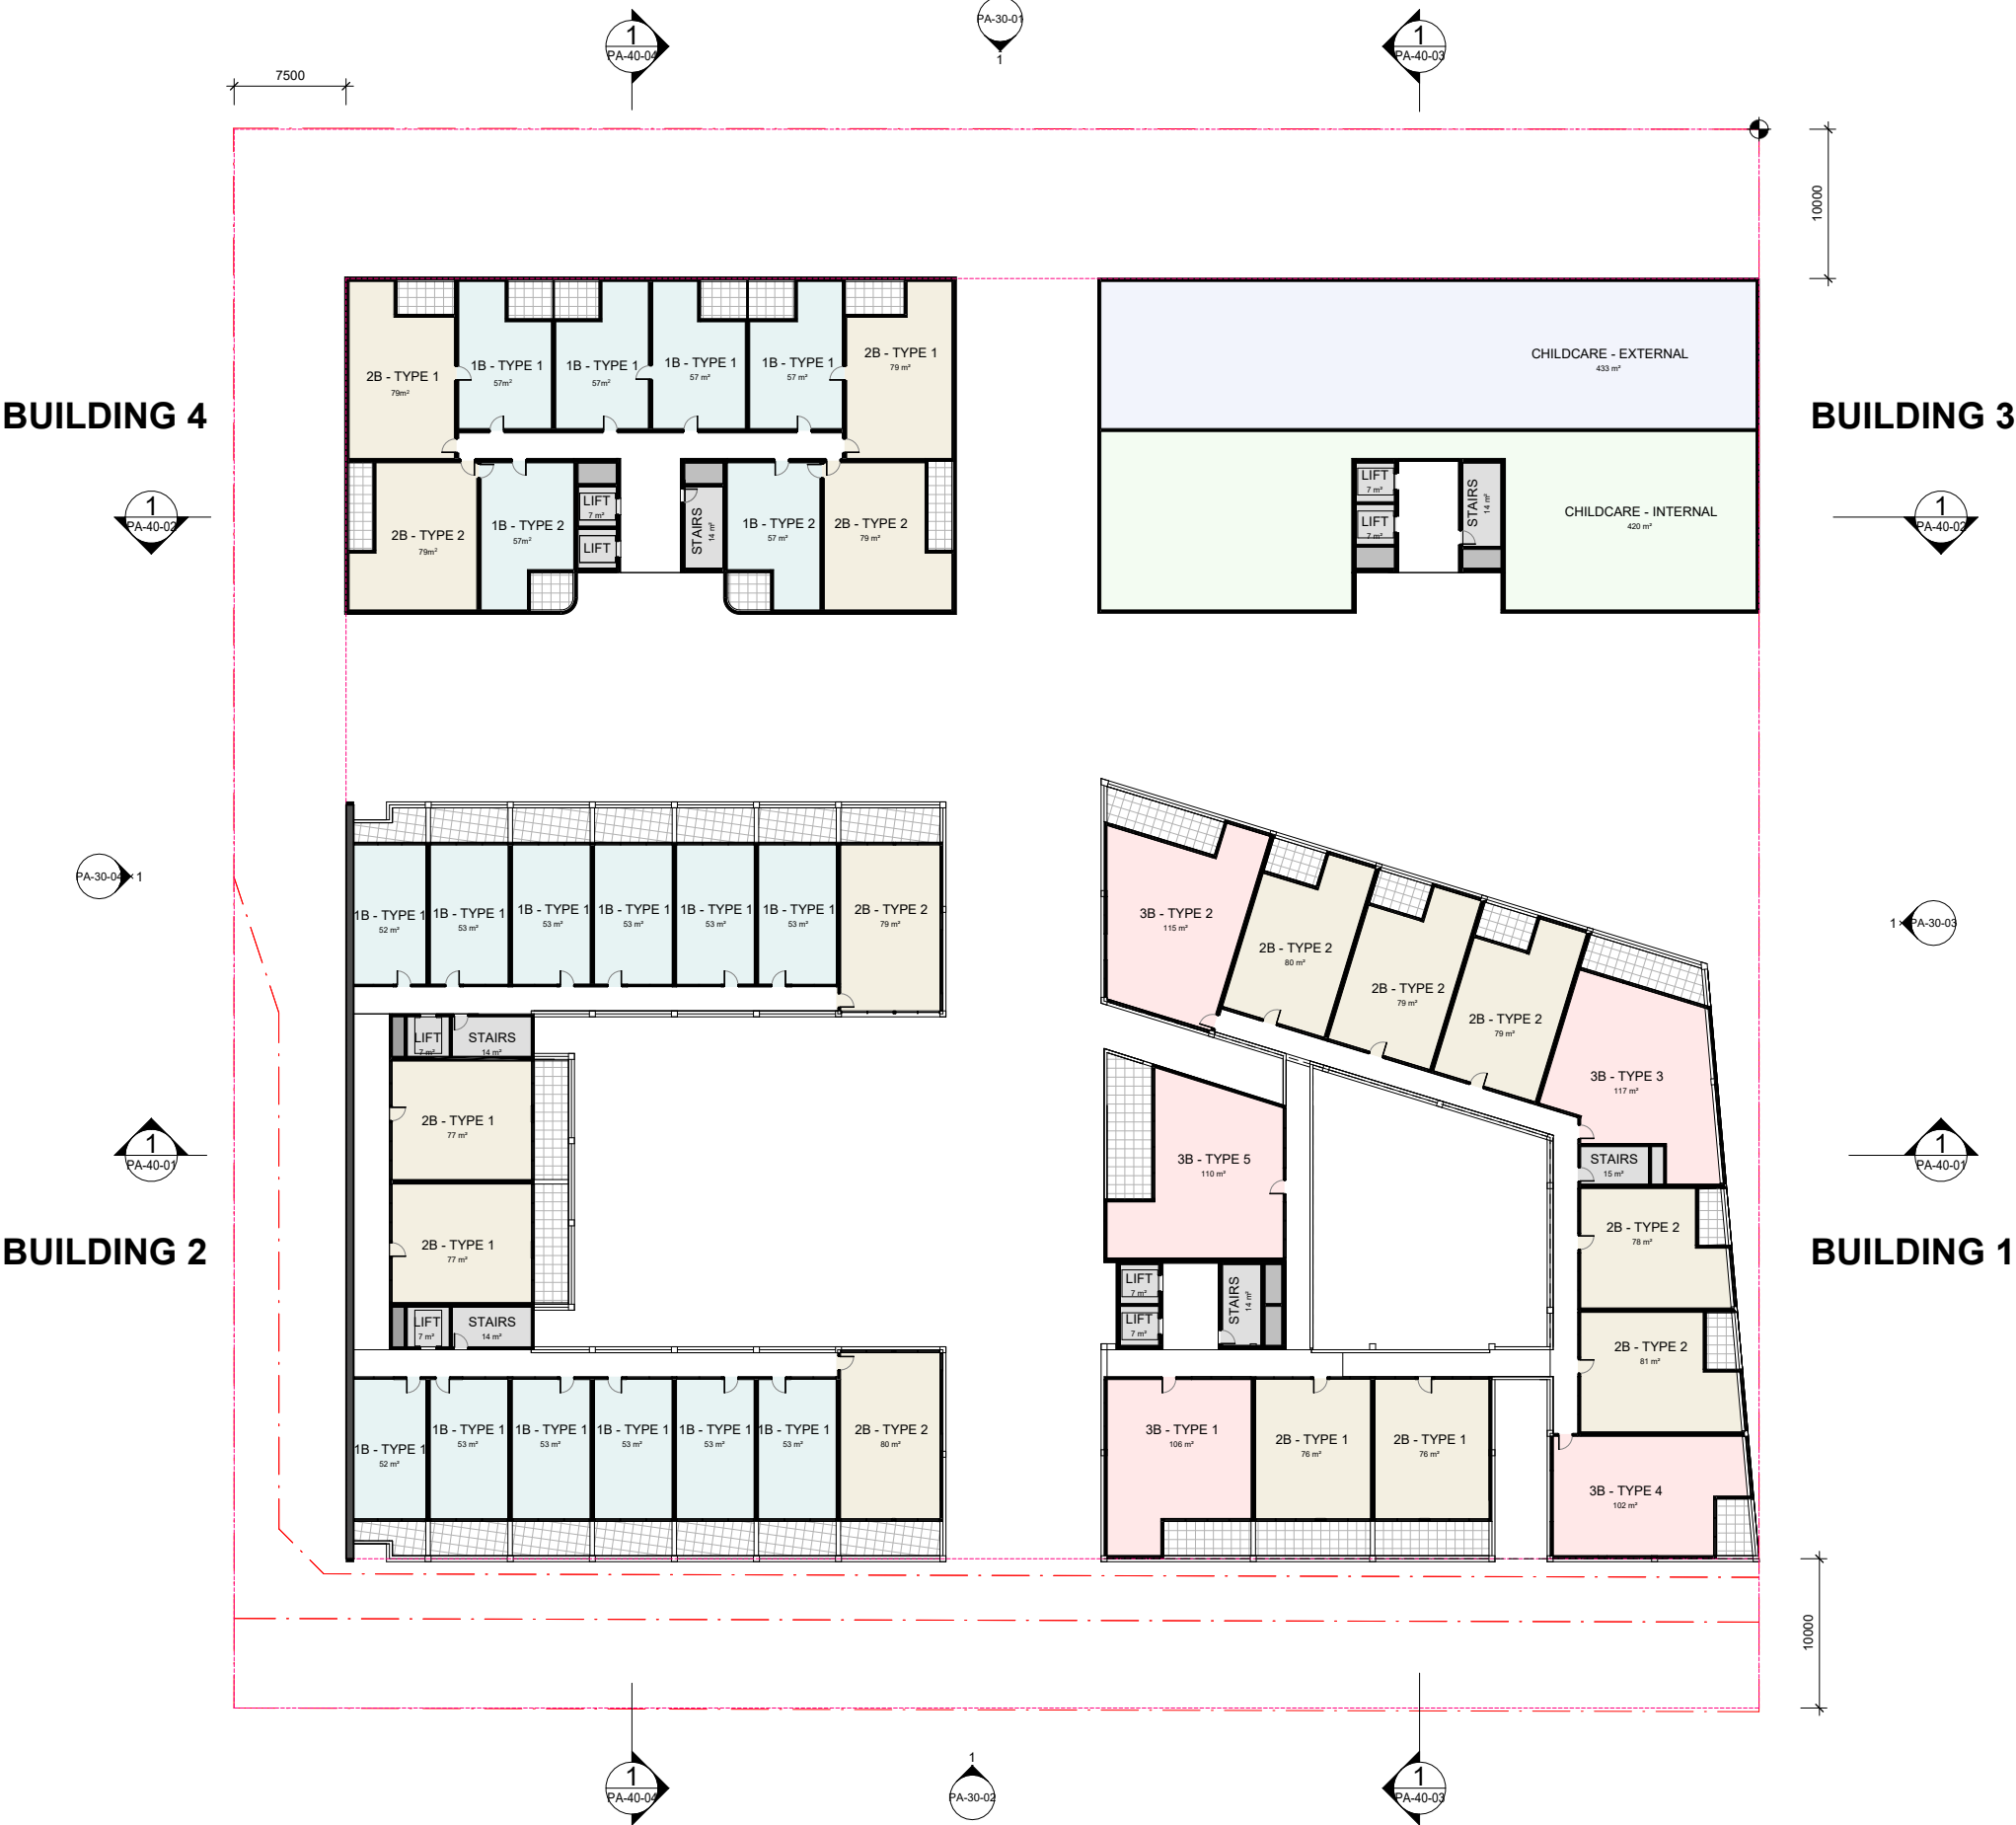 PA-30-01
1
1
PA-40-04
1
PA-40-03
7500
10000
BUILDING 4
2B - TYPE 1
79m²
1B - TYPE 1
57m²
1B - TYPE 1
57m²
1B - TYPE 1
57 m²
1B - TYPE 1
57 m²
2B - TYPE 1
79 m²
2B - TYPE 2
79m²
1B - TYPE 2
57m²
LIFT
7 m²
LIFT
STAIRS
14 m²
1B - TYPE 2
57 m²
2B - TYPE 2
79 m²
CHILDCARE - EXTERNAL
433 m²
BUILDING 3
LIFT
7 m²
LIFT
7 m²
STAIRS
14 m²
CHILDCARE - INTERNAL
420 m²
1
PA-40-02
1
PA-40-02
PA-30-04
1
1
PA-30-03
1B - TYPE 1
52 m²
1B - TYPE 1
53 m²
1B - TYPE 1
53 m²
1B - TYPE 1
53 m²
1B - TYPE 1
53 m²
1B - TYPE 1
53 m²
2B - TYPE 2
79 m²
LIFT
7 m²
STAIRS
14 m²
2B - TYPE 1
77 m²
2B - TYPE 1
77 m²
LIFT
7 m²
STAIRS
14 m²
1
PA-40-01
BUILDING 2
1B - TYPE 1
52 m²
1B - TYPE 1
53 m²
1B - TYPE 1
53 m²
1B - TYPE 1
53 m²
1B - TYPE 1
53 m²
1B - TYPE 1
53 m²
2B - TYPE 2
80 m²
3B - TYPE 2
115 m²
2B - TYPE 2
80 m²
2B - TYPE 2
79 m²
2B - TYPE 2
79 m²
3B - TYPE 3
117 m²
3B - TYPE 5
110 m²
STAIRS
15 m²
1
PA-40-01
2B - TYPE 2
78 m²
BUILDING 1
LIFT
7 m²
LIFT
7 m²
STAIRS
14 m²
2B - TYPE 2
81 m²
3B - TYPE 1
106 m²
2B - TYPE 1
76 m²
2B - TYPE 1
76 m²
3B - TYPE 4
102 m²
10000
1
PA-40-04
1
PA-30-02
1
PA-40-03